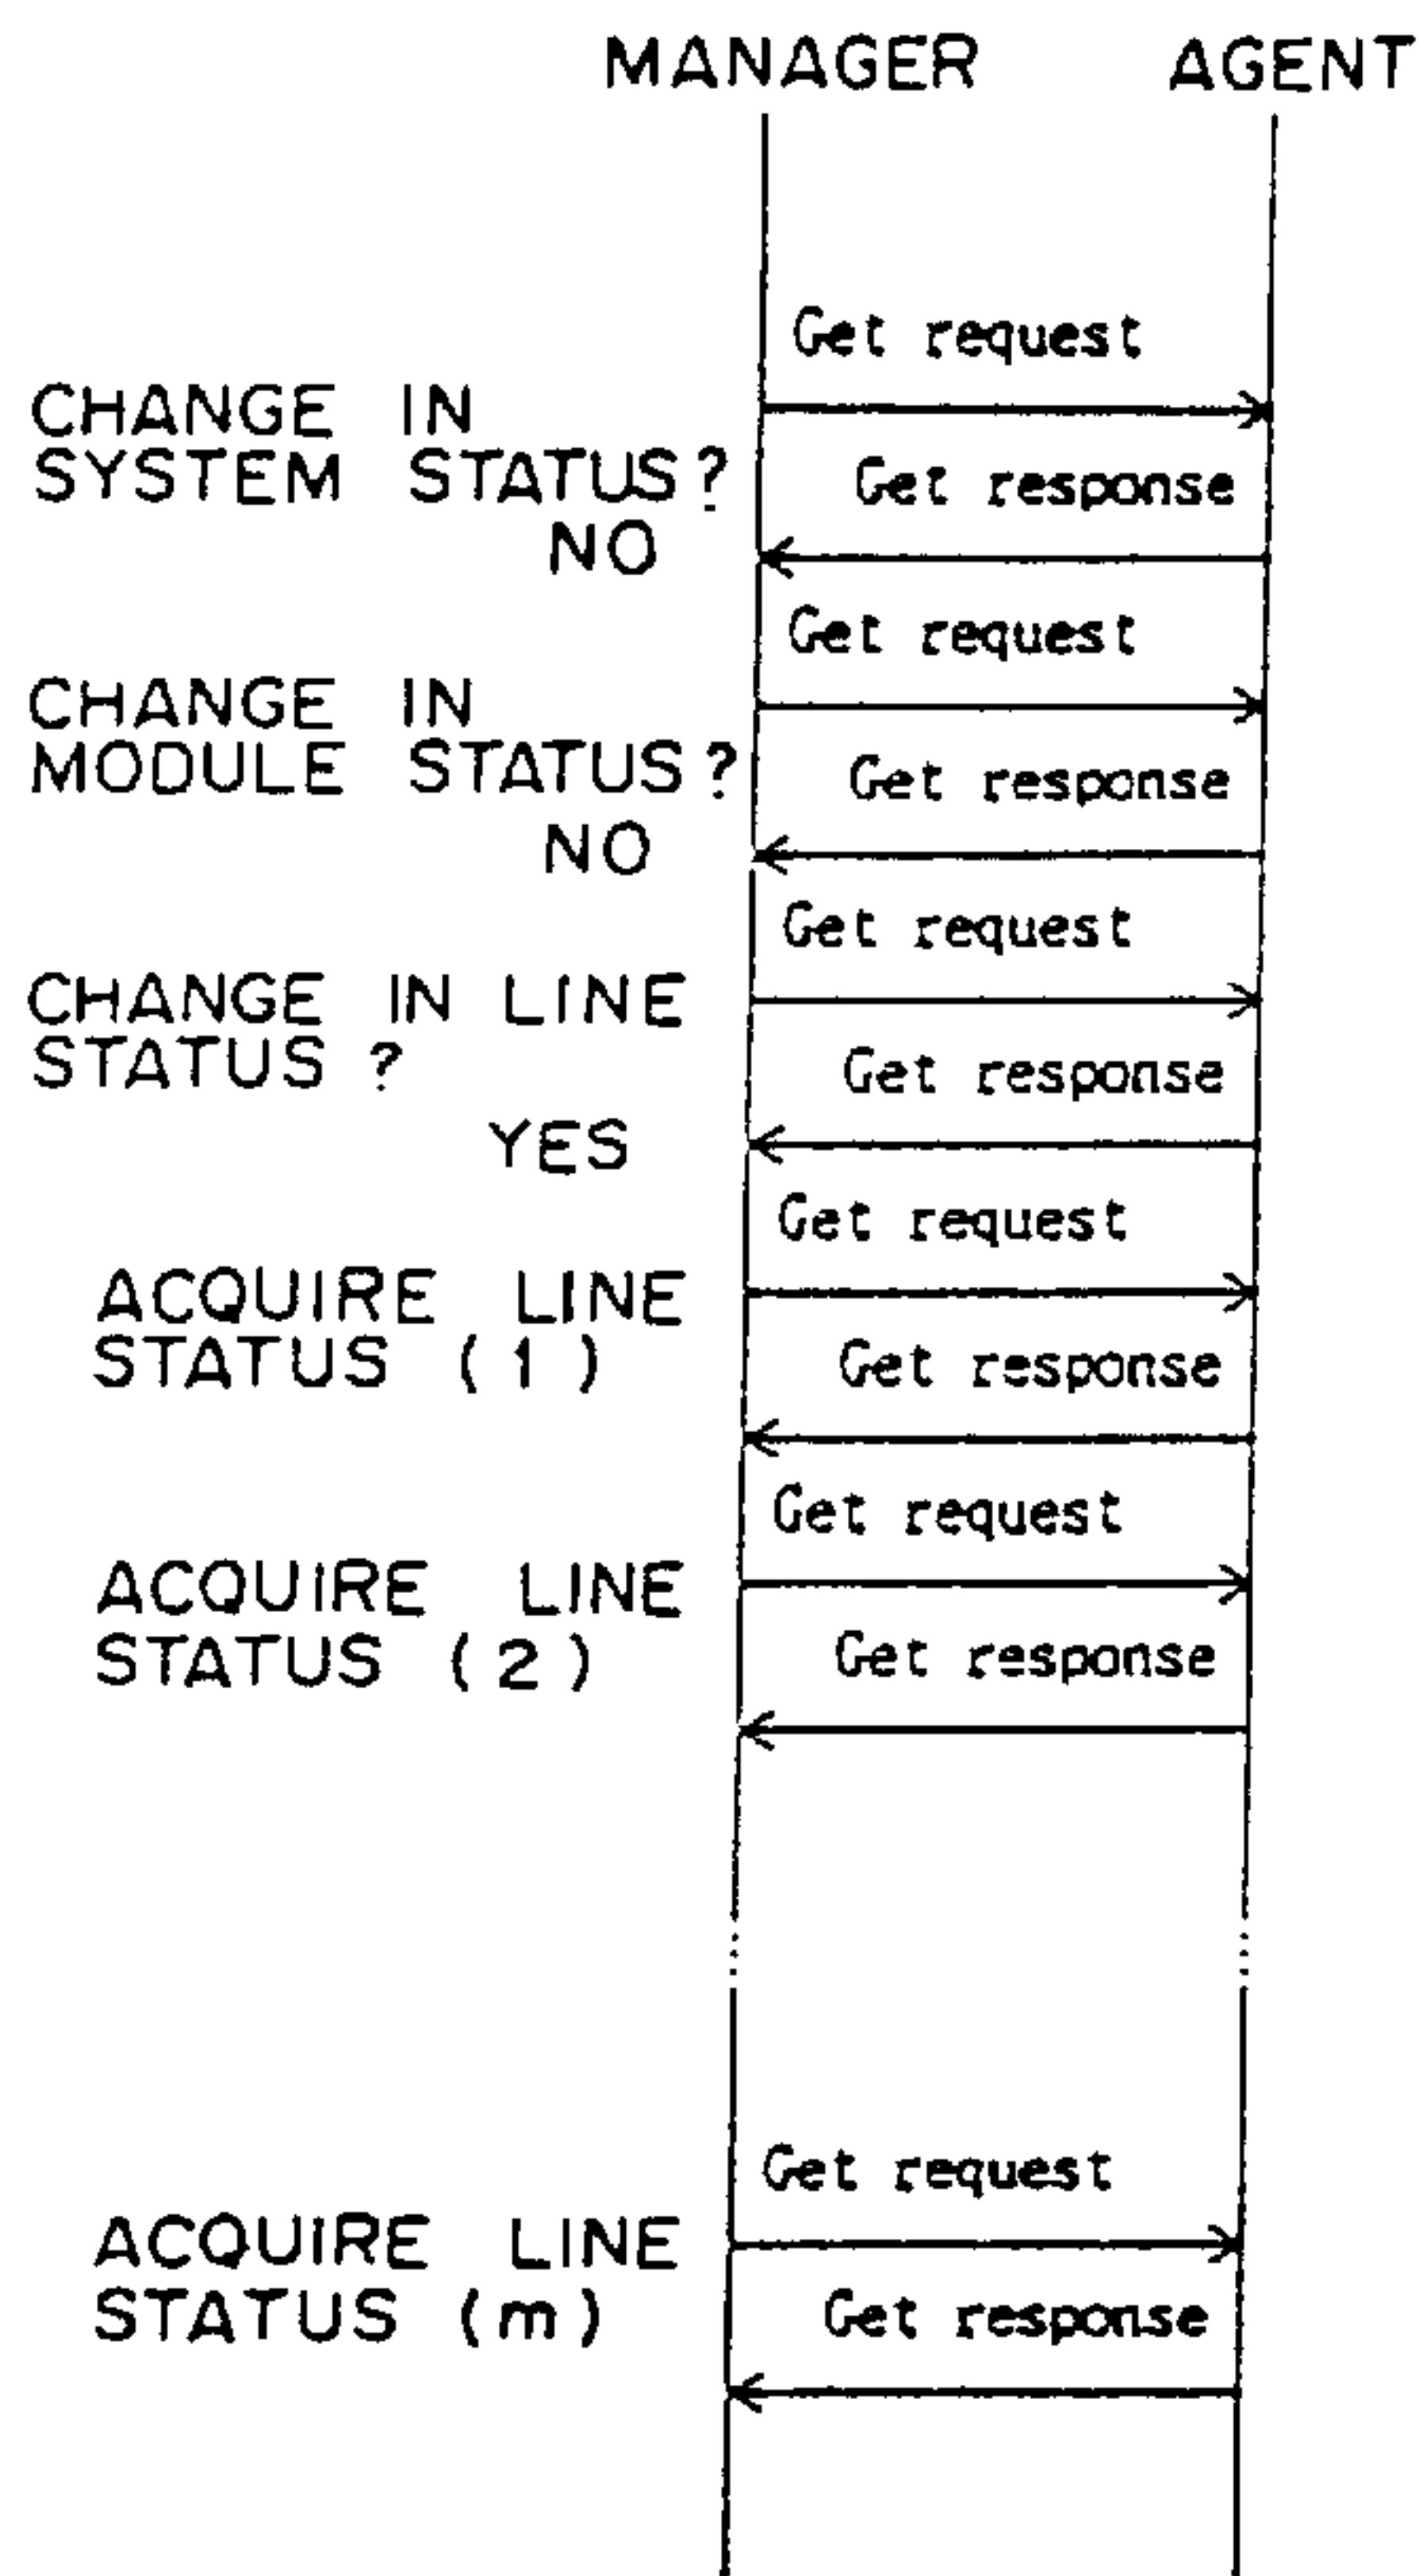 MANAGER AGENT
Get request
CHANGE IN
SYSTEM STATUS?
Get response
NO
Get request
CHANGE IN
MODULE STATUS?
Get response
NO
Get request
CHANGE IN LINE
STATUS ?
Get response
YES
Get request
ACQUIRE LINE
STATUS (1)
Get response
Get request
ACQUIRE LINE
STATUS (2)
Get response
Get request
ACQUIRE LINE
STATUS (m)
Get response